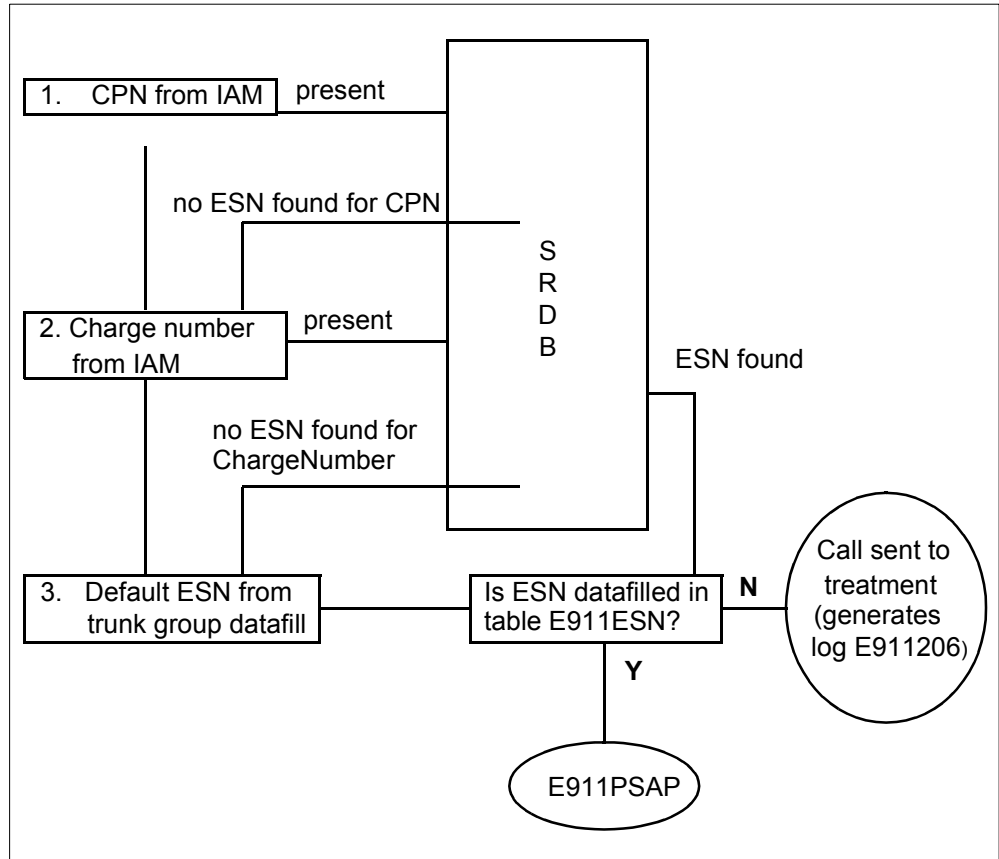 1. CPN from IAM
present
no ESN found for CPN
S
R
D
B
2. Charge number
from IAM
present
ESN found
no ESN found for
ChargeNumber
3. Default ESN from
trunk group datafill
Is ESN datafilled in
table E911ESN?
N
Call sent to
treatment
(generates
log E911206)
Y
E911PSAP